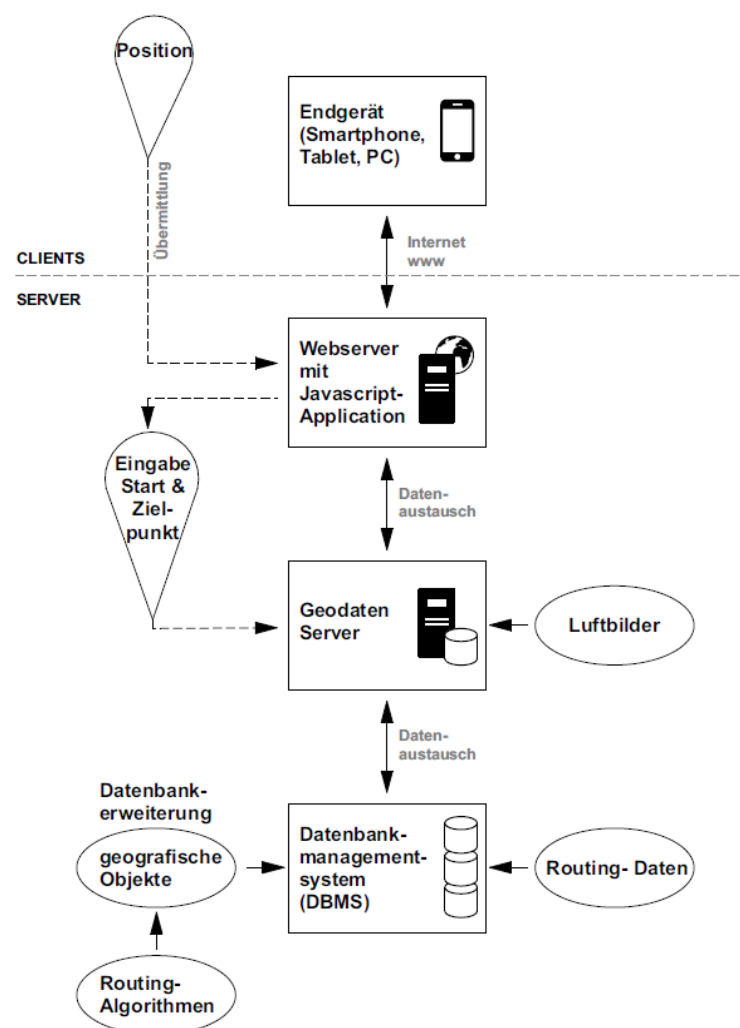 Position
Endgerät
(Smartphone,
Tablet, PC)
Übermittlung
Internet
www
CLIENTS
SERVER
Webserver
mit
Javascript-
Application
Eingabe
Start &
Ziel-
punkt
Daten-
austausch
Geodaten
Server
Luftbilder
Daten-
austausch
Datenbank-
erweiterung
geografische
Objekte
Datenbank-
management-
system
(DBMS)
Routing- Daten
Routing-
Algorithmen